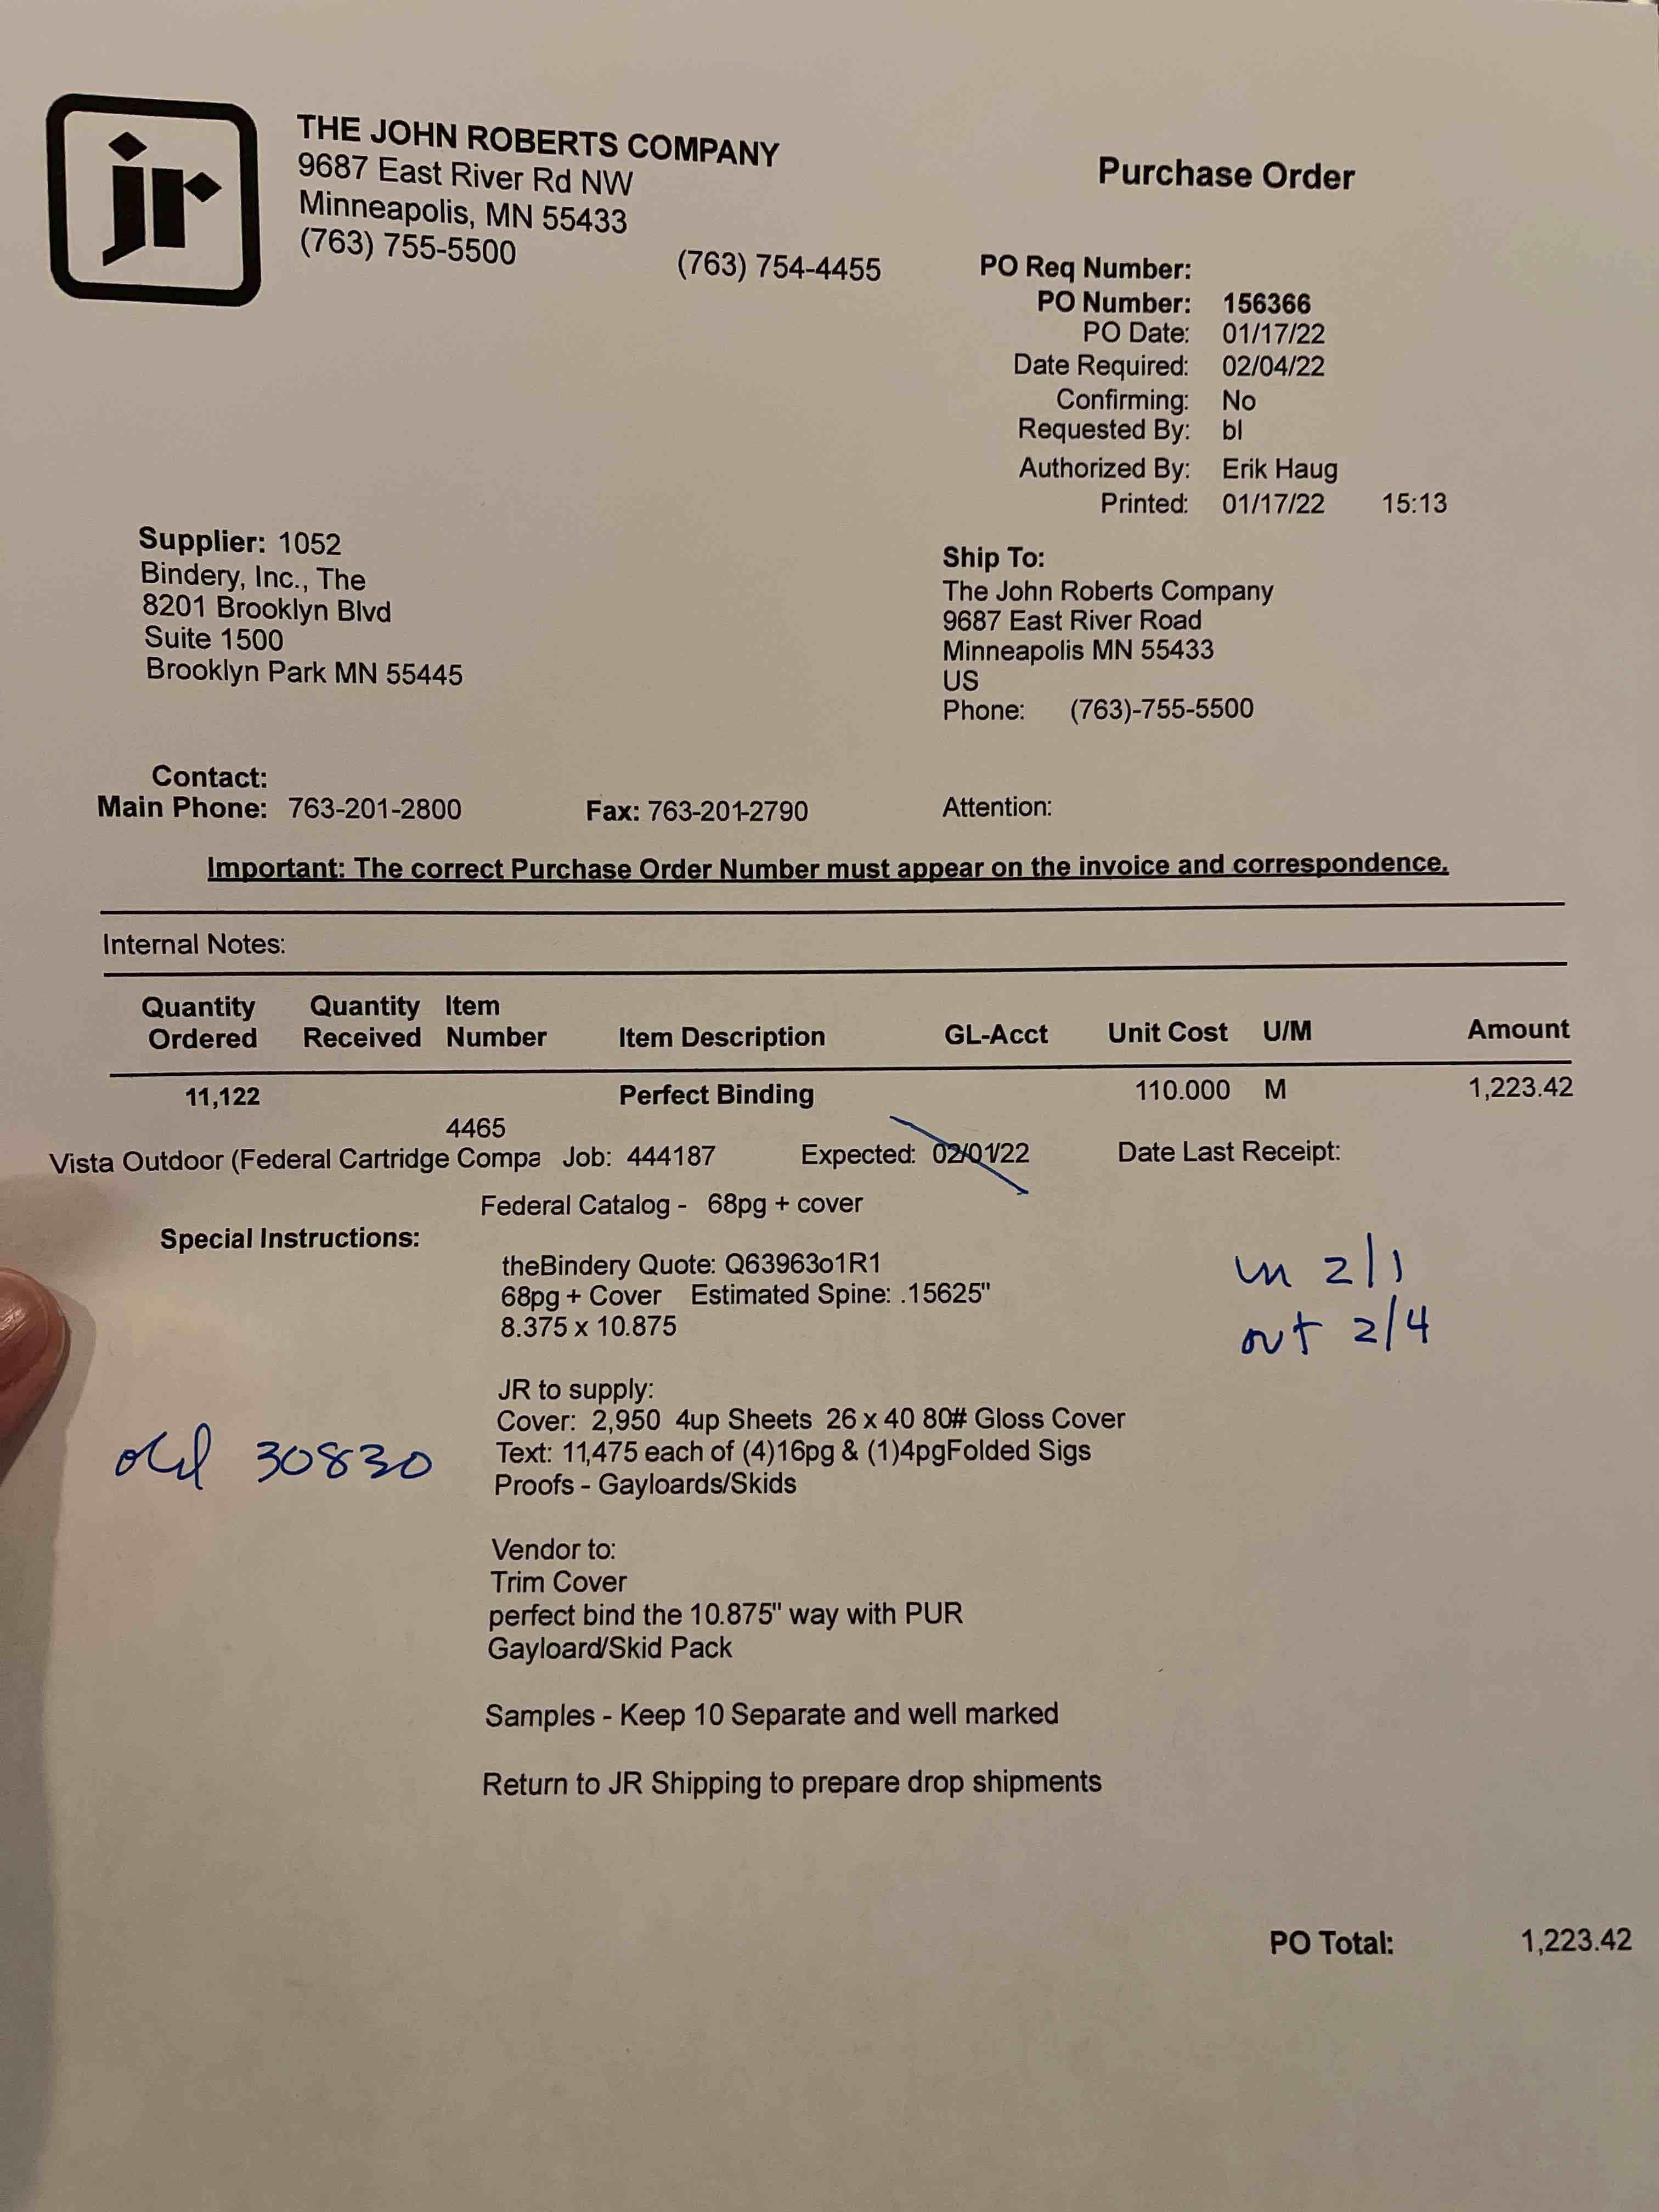 jr
THE JOHN ROBERTS COMPANY
9687 East River Rd NW
Minneapolis, MN 55433
(763) 755-5500 (763) 754-4455
Purchase Order
PO Req Number:
PO Number: 156366
PO Date: 01/17/22
Date Required: 02/04/22
Confirming: No
Requested By: bl
Authorized By: Erik Haug
Printed: 01/17/22 15:13
Supplier: 1052
Bindery, Inc., The
8201 Brooklyn Blvd
Suite 1500
Brooklyn Park MN 55445
Ship To:
The John Roberts Company
9687 East River Road
Minneapolis MN 55433
US
Phone: (763)-755-5500
Contact:
Main Phone: 763-201-2800 Fax: 763-201-2790 Attention:
Important: The correct Purchase Order Number must appear on the invoice and correspondence.
Internal Notes:
Quantity Ordered Quantity Received Item Number Item Description GL-Acct Unit Cost U/M Amount
11,122 Perfect Binding 110.000 M 1,223.42
4465
Vista Outdoor (Federal Cartridge Compa Job: 444187 Expected: 02/01/22 Date Last Receipt:
Federal Catalog - 68pg + cover
Special Instructions:
theBindery Quote: Q63963o1R1
68pg + Cover Estimated Spine: .15625"
8.375 x 10.875
in 2/1
out 2/4
JR to supply:
Cover: 2,950 4up Sheets 26 x 40 80# Gloss Cover
Text: 11,475 each of (4)16pg & (1)4pgFolded Sigs
Proofs - Gayloards/Skids
old 30830
Vendor to:
Trim Cover
perfect bind the 10.875" way with PUR
Gayloard/Skid Pack
Samples - Keep 10 Separate and well marked
Return to JR Shipping to prepare drop shipments
PO Total: 1,223.42